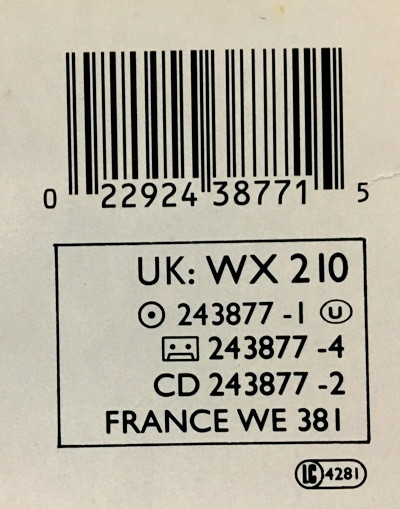 0 22924 38771 5
UK: WX 210
243877 -1 U
243877 -4
CD 243877 -2
FRANCE WE 381
LC 4281